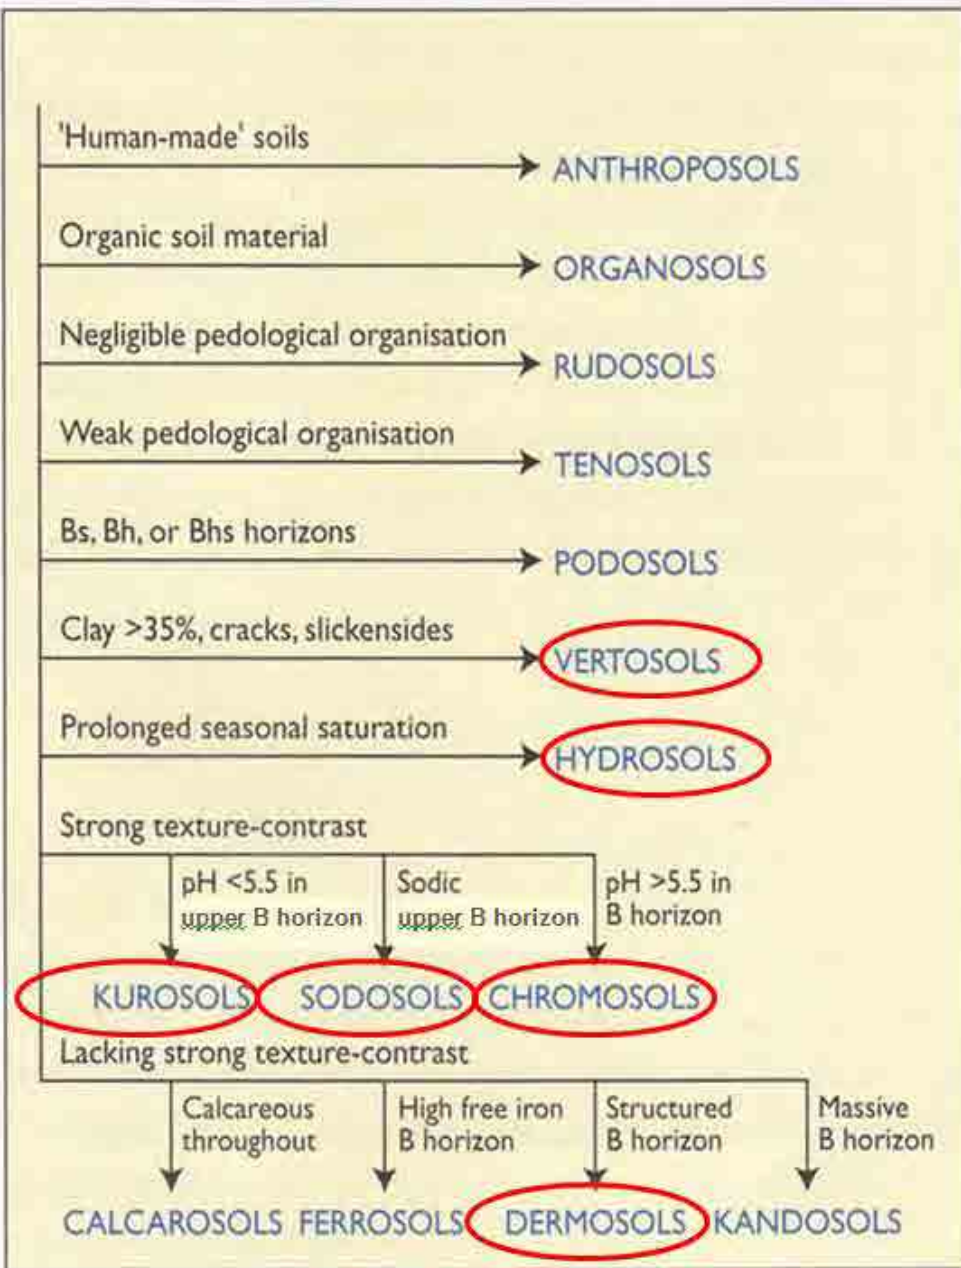 'Human-made' soils
ANTHROPOSOLS
Organic soil material
ORGANOSOLS
Negligible pedological organisation
RUDOSOLS
Weak pedological organisation
TENOSOLS
Bs, Bh, or Bhs horizons
PODOSOLS
Clay >35%, cracks, slickensides
VERTOSOLS
Prolonged seasonal saturation
HYDROSOLS
Strong texture-contrast
pH <5.5 in
upper B horizon
Sodic
upper B horizon
pH >5.5 in
B horizon
KUROSOLS SODOSOLS CHROMOSOLS
Lacking strong texture-contrast
Calcareous
throughout
High free iron
B horizon
Structured
B horizon
Massive
B horizon
CALCAROSOLS FERROSOLS DERMOSOLS KANDOSOLS